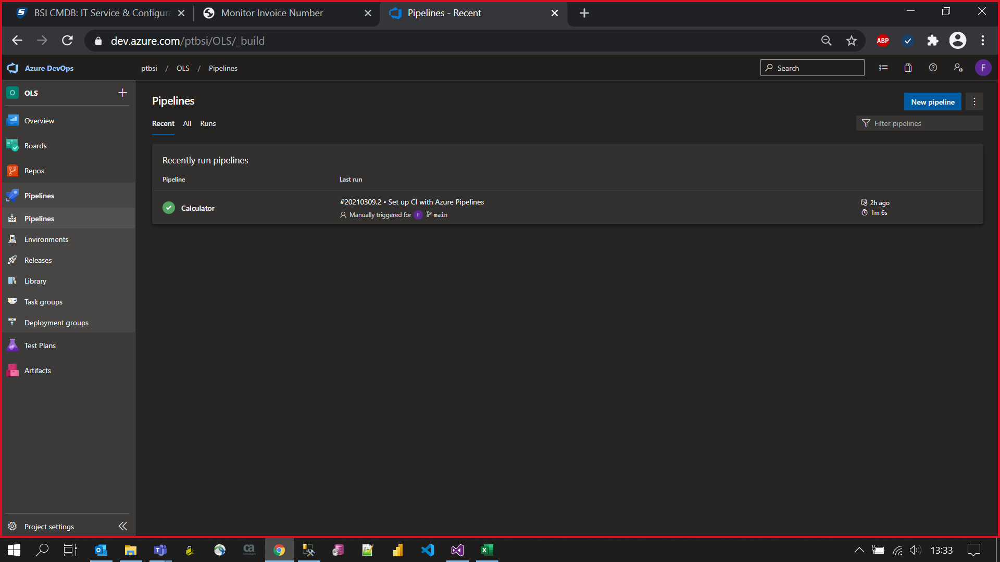 BSI CMDB: IT Service & Configura
Monitor Invoice Number
Pipelines - Recent
dev.azure.com/ptbsi/OLS/_build
ABP
Azure DevOps
ptbsi / OLS / Pipelines
Search
F
O OLS
Overview
Boards
Repos
Pipelines
Pipelines
Environments
Releases
Library
Task groups
Deployment groups
Test Plans
Artifacts
Project settings
Pipelines
New pipeline
Recent All Runs
Filter pipelines
Recently run pipelines
Pipeline Last run
Calculator
#20210309.2 • Set up CI with Azure Pipelines
Manually triggered for F main
2h ago
1m 6s
ca
13:33